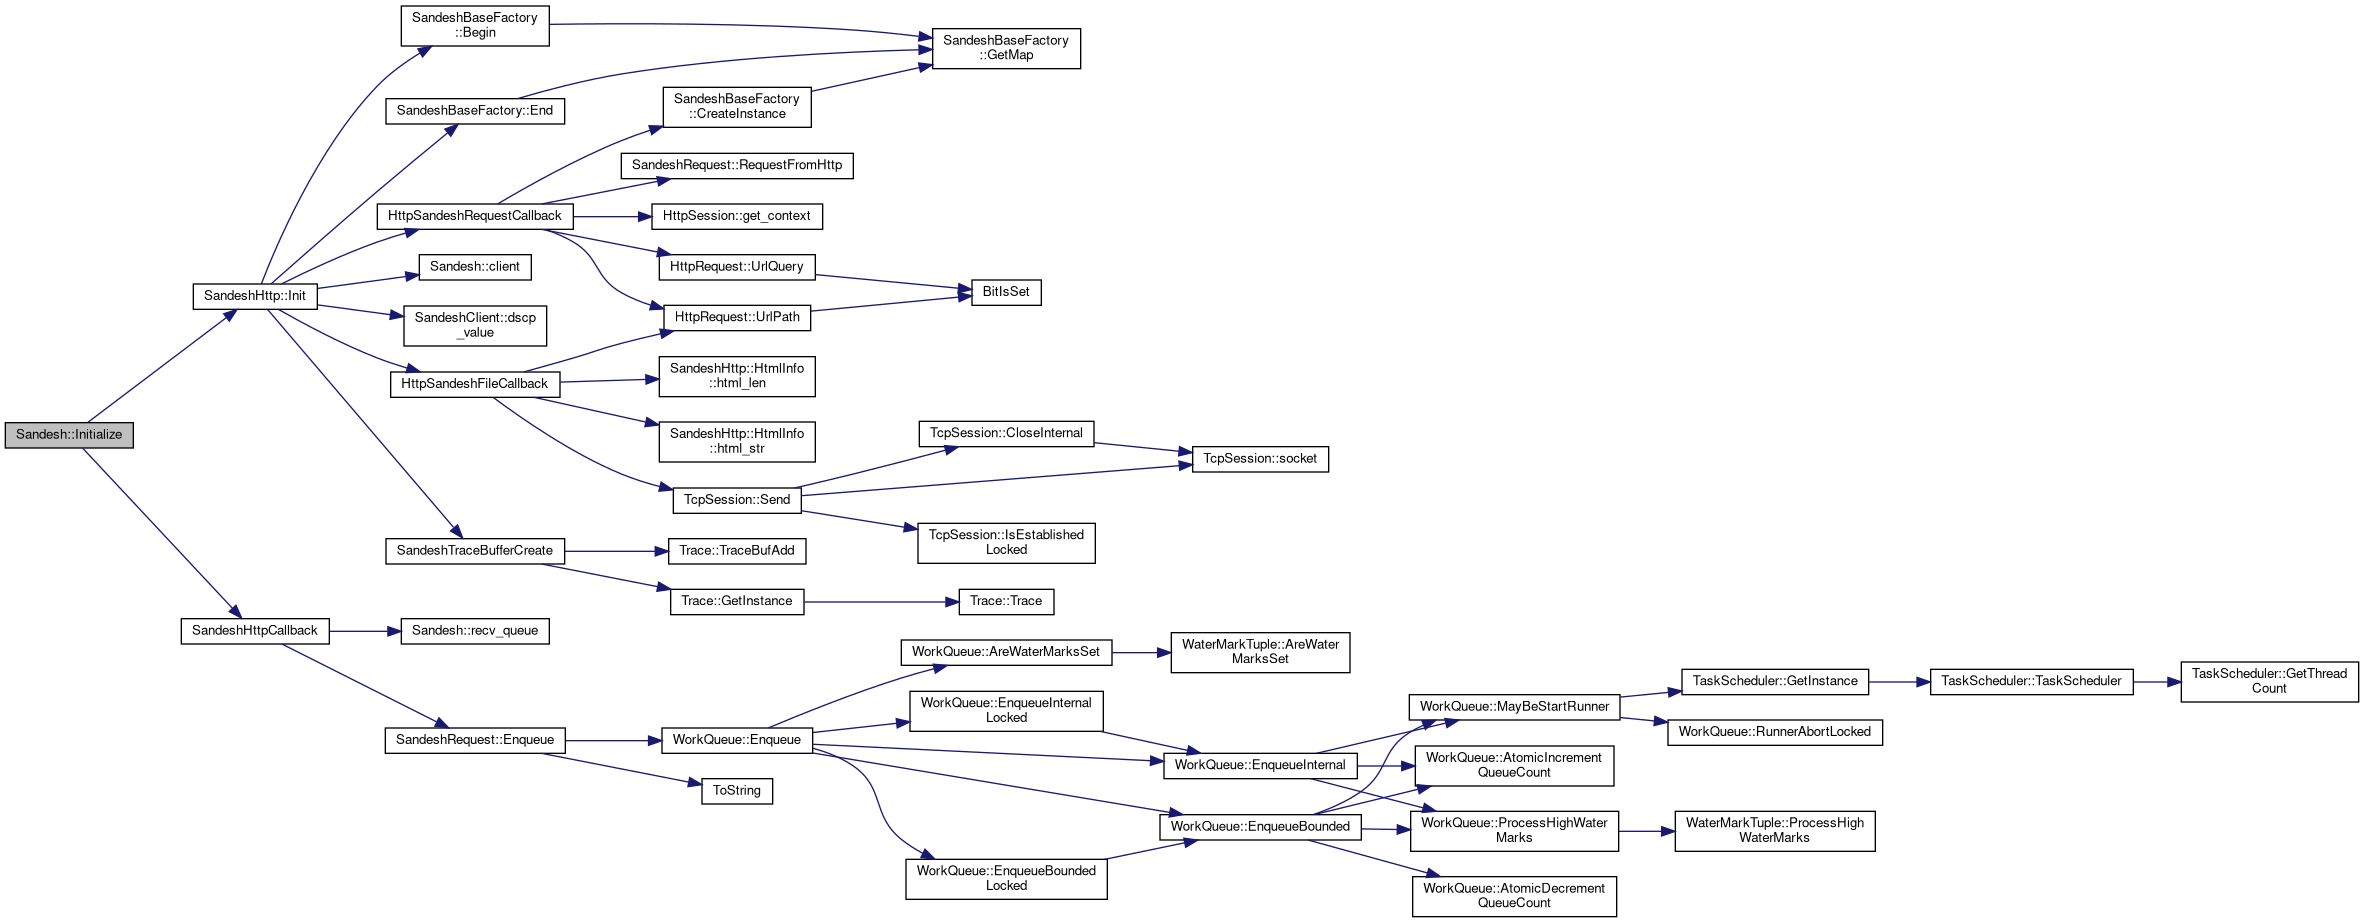 SandeshBaseFactory
::Begin
SandeshBaseFactory
::GetMap
SandeshBaseFactory::End
SandeshBaseFactory
::CreateInstance
SandeshRequest::RequestFromHttp
HttpSandeshRequestCallback
HttpSession::get_context
Sandesh::client
HttpRequest::UrlQuery
BitIsSet
SandeshHttp::Init
SandeshClient::dscp
_value
HttpRequest::UrlPath
HttpSandeshFileCallback
SandeshHttp::HtmlInfo
::html_len
Sandesh::Initialize
SandeshHttp::HtmlInfo
::html_str
TcpSession::CloseInternal
TcpSession::socket
TcpSession::Send
TcpSession::IsEstablished
Locked
SandeshTraceBufferCreate
Trace::TraceBufAdd
Trace::GetInstance
Trace::Trace
SandeshHttpCallback
Sandesh::recv_queue
WorkQueue::AreWaterMarksSet
WaterMarkTuple::AreWater
MarksSet
WorkQueue::EnqueueInternal
Locked
WorkQueue::MayBeStartRunner
TaskScheduler::GetInstance
TaskScheduler::TaskScheduler
TaskScheduler::GetThread
Count
WorkQueue::RunnerAbortLocked
SandeshRequest::Enqueue
WorkQueue::Enqueue
ToString
WorkQueue::EnqueueInternal
WorkQueue::AtomicIncrement
QueueCount
WorkQueue::EnqueueBounded
WorkQueue::ProcessHighWater
Marks
WaterMarkTuple::ProcessHigh
WaterMarks
WorkQueue::EnqueueBounded
Locked
WorkQueue::AtomicDecrement
QueueCount